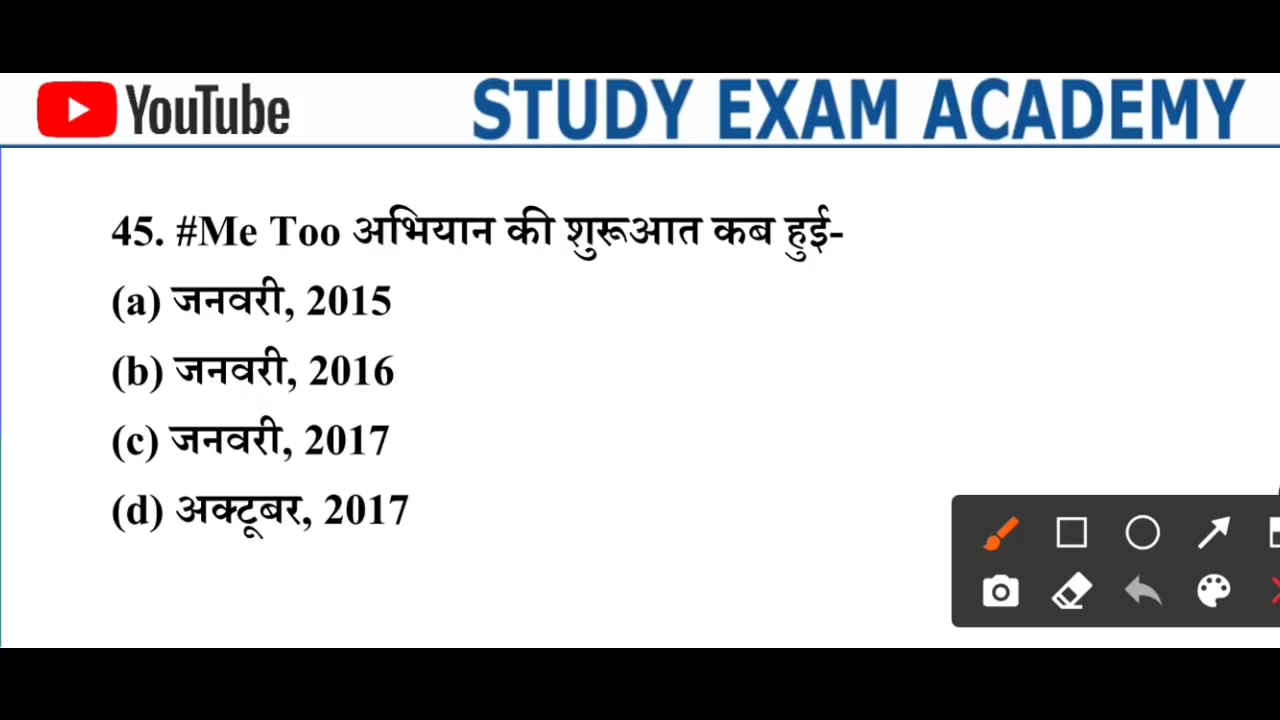 YouTube STUDY EXAM ACADEMY
45. #Me Too अभियान की शुरूआत कब हुई-
(a) जनवरी, 2015
(b) जनवरी, 2016
(c) जनवरी, 2017
(d) अक्टूबर, 2017